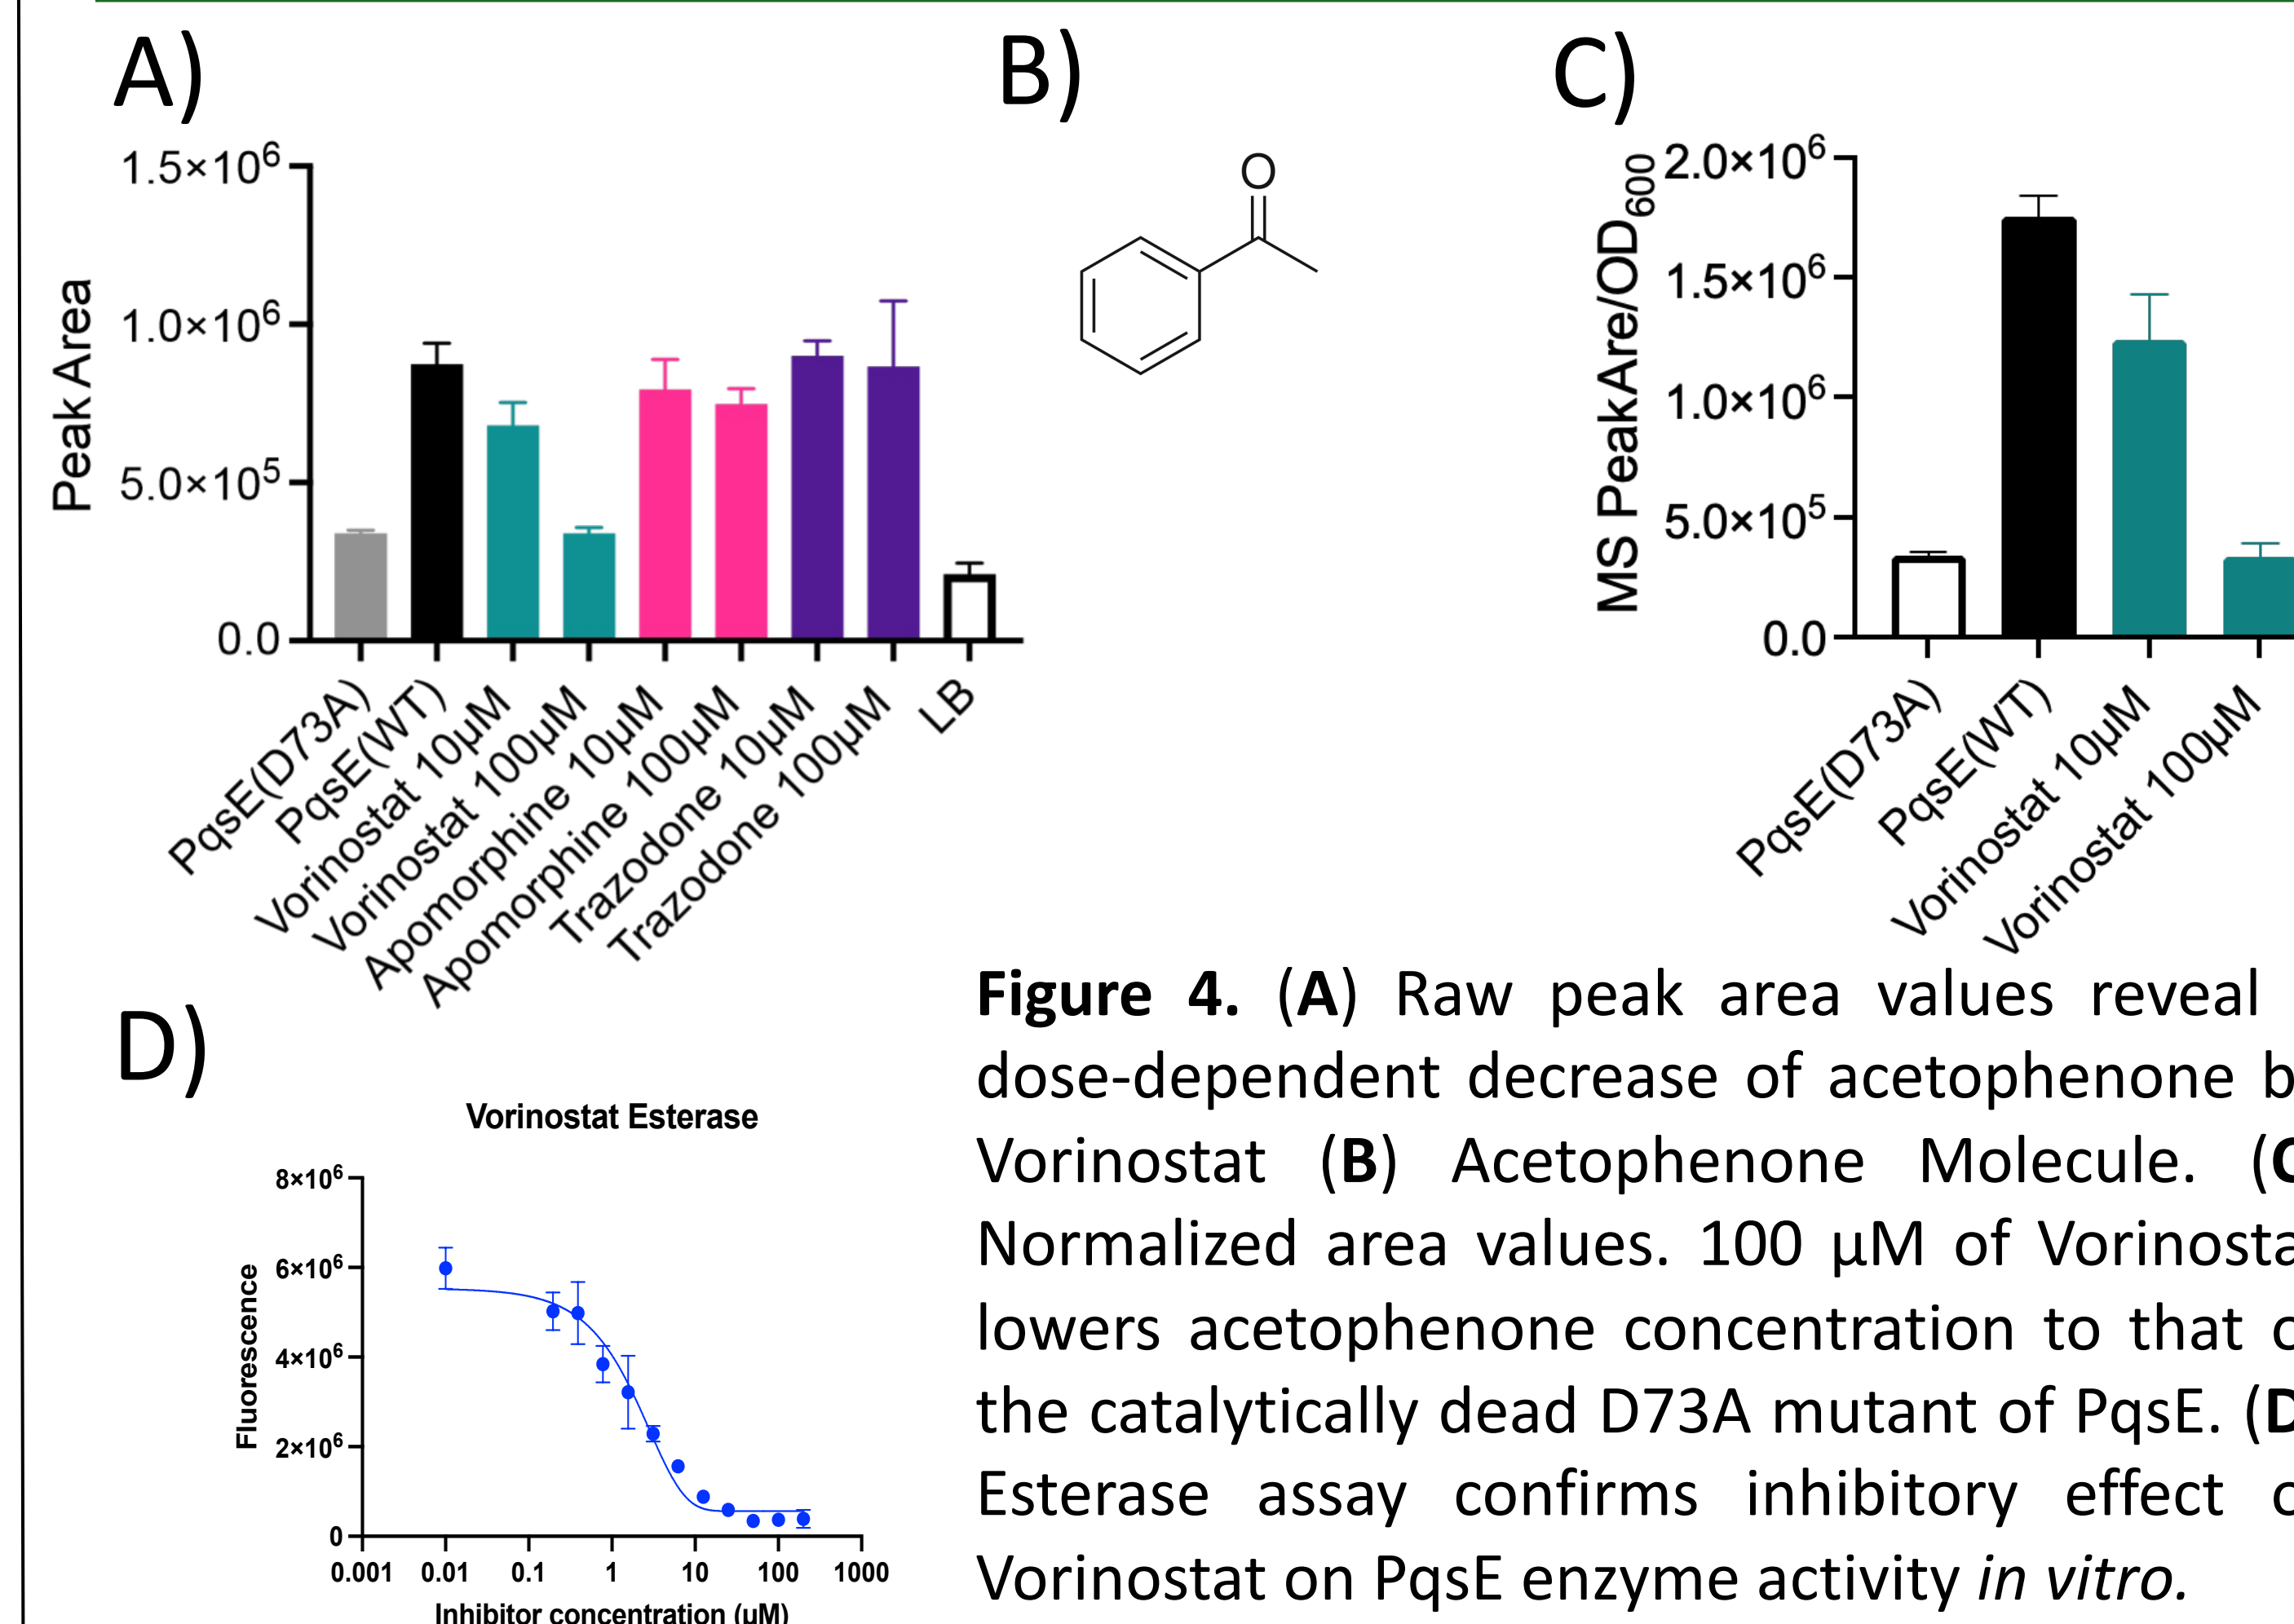 A)
1.5×10⁶
1.0×10⁶
5.0×10⁵
0.0
Peak Area
PqsE(D73A)
PqsE(WT)
Vorinostat 10µM
Vorinostat 100µM
Apomorphine 10µM
Apomorphine 100µM
Trazodone 10µM
Trazodone 100µM
LB
B)
O
C)
2.0×10⁶
1.5×10⁶
1.0×10⁶
5.0×10⁵
0.0
MS PeakAre/OD₆₀₀
PqsE(D73A)
PqsE(WT)
Vorinostat 10µM
Vorinostat 100µM
D)
Vorinostat Esterase
8×10⁶
6×10⁶
4×10⁶
2×10⁶
0
Fluorescence
0.001 0.01 0.1 1 10 100 1000
Inhibitor concentration (µM)
Figure 4. (A) Raw peak area values reveal
dose-dependent decrease of acetophenone b
Vorinostat (B) Acetophenone Molecule. (C
Normalized area values. 100 µM of Vorinosta
lowers acetophenone concentration to that
the catalytically dead D73A mutant of PqsE. (D
Esterase assay confirms inhibitory effect
Vorinostat on PqsE enzyme activity in vitro.